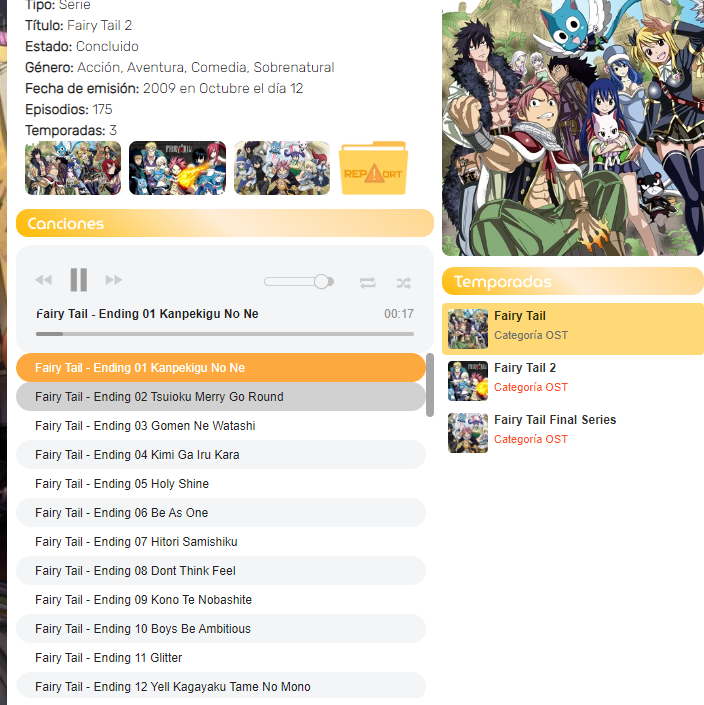 Tipo: Serie
Título: Fairy Tail 2
Estado: Concluido
Género: Acción, Aventura, Comedia, Sobrenatural
Fecha de emisión: 2009 en Octubre el día 12
Episodios: 175
Temporadas: 3
FAIRY TAIL
REPORT
Canciones
Fairy Tail - Ending 01 Kanpekigu No Ne
00:17
Fairy Tail - Ending 01 Kanpekigu No Ne
Fairy Tail - Ending 02 Tsuioku Merry Go Round
Fairy Tail - Ending 03 Gomen Ne Watashi
Fairy Tail - Ending 04 Kimi Ga Iru Kara
Fairy Tail - Ending 05 Holy Shine
Fairy Tail - Ending 06 Be As One
Fairy Tail - Ending 07 Hitori Samishiku
Fairy Tail - Ending 08 Dont Think Feel
Fairy Tail - Ending 09 Kono Te Nobashite
Fairy Tail - Ending 10 Boys Be Ambitious
Fairy Tail - Ending 11 Glitter
Fairy Tail - Ending 12 Yell Kagayaku Tame No Mono
Temporadas
Fairy Tail
Categoría OST
Fairy Tail 2
Categoría OST
Fairy Tail Final Series
Categoría OST